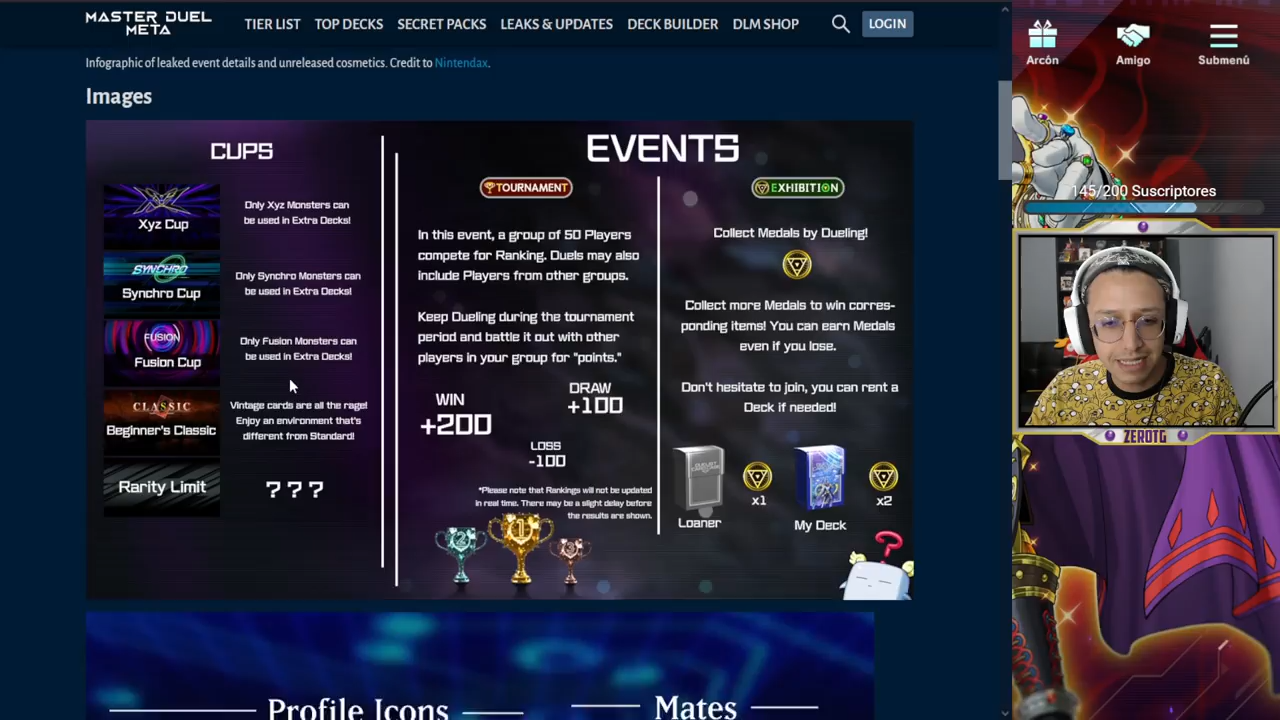 MASTER DUEL
META
TIER LIST
TOP DECKS
SECRET PACKS
LEAKS & UPDATES
DECK BUILDER
DLM SHOP
LOGIN
Infographic of leaked event details and unreleased cosmetics. Credit to Nintendax.
Images
CUPS
Xyz Cup
Only Xyz Monsters can
be used in Extra Decks!
SYNCHRO
Synchro Cup
Only Synchro Monsters can
be used in Extra Decks!
FUSION
Fusion Cup
Only Fusion Monsters can
be used in Extra Decks!
CLASSIC
Beginner's Classic
Vintage cards are all the rage!
Enjoy an environment that's
different from Standard!
Rarity Limit
???
EVENTS
TOURNAMENT
In this event, a group of 50 Players
compete for Ranking. Duels may also
include Players from other groups.
Keep Dueling during the tournament
period and battle it out with other
players in your group for "points."
WIN
+200
DRAW
+100
LOSS
-100
*Please note that Rankings will not be updated
in real time. There may be a slight delay before
the results are shown.
2
1
3
EXHIBITION
Collect Medals by Dueling!
Collect more Medals to win corres-
ponding items! You can earn Medals
even if you lose.
Don't hesitate to join, you can rent a
Deck if needed!
x1
Loaner
x2
My Deck
?
Profile Icons
Mates
Arcón
Amigo
Submenú
145/200 Suscriptores
ZEROTG